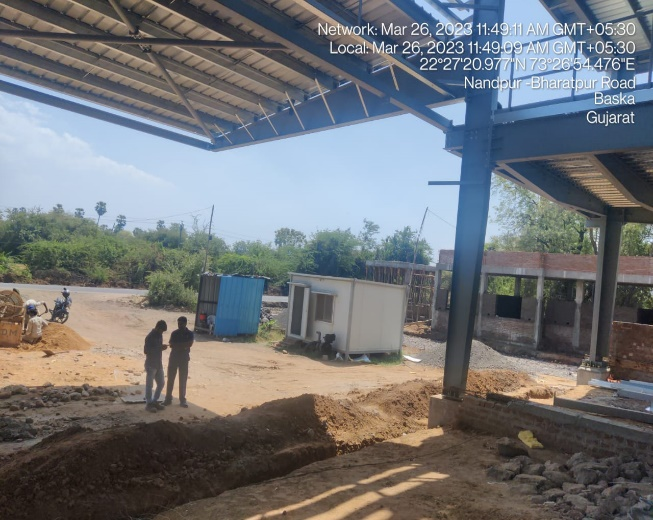 Network: Mar 26, 2023 11:49:11 AM GMT+05:30
Local: Mar 26, 2023 11:49:09 AM GMT+05:30
22°27'20.977"N 73°26'54.476"E
Nandpur -Bharatpur Road
Baska
Gujarat